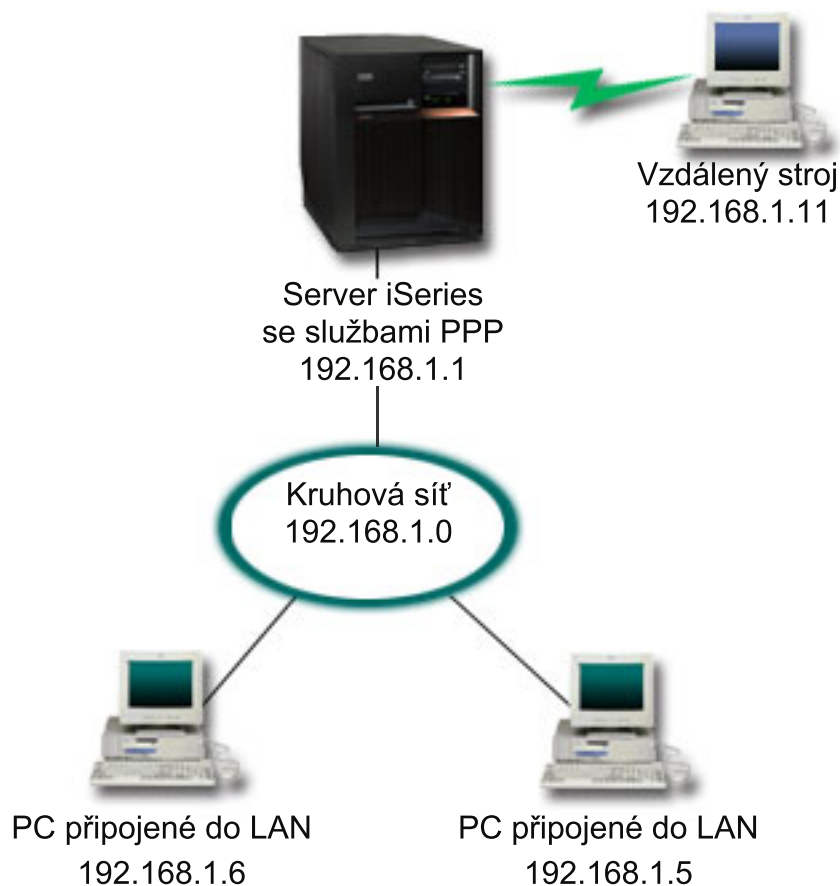 Vzdálený stroj
192.168.1.11
Server iSeries
se službami PPP
192.168.1.1
Kruhová síť
192.168.1.0
PC připojené do LAN
192.168.1.6
PC připojené do LAN
192.168.1.5